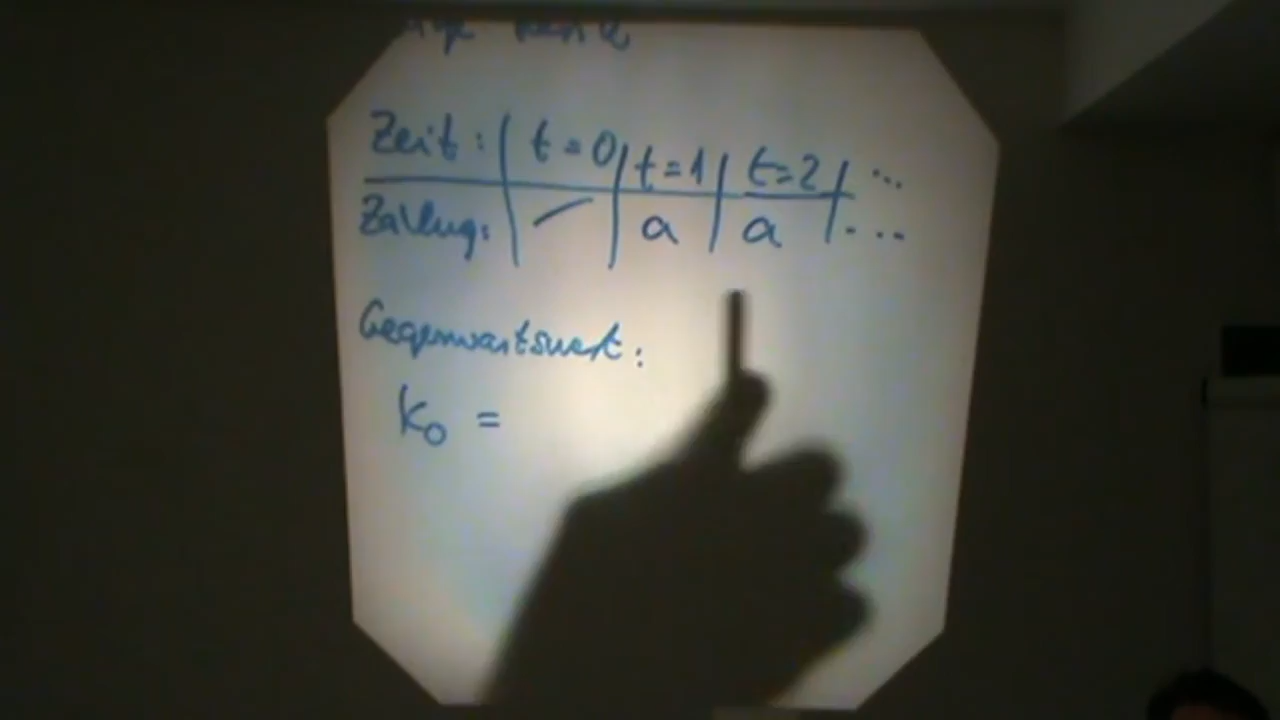 Zeit: | t=0 | t=1 | t=2 | ...
Zahlung: | — | a | a | ...
Gegenwartswert:
K₀ =